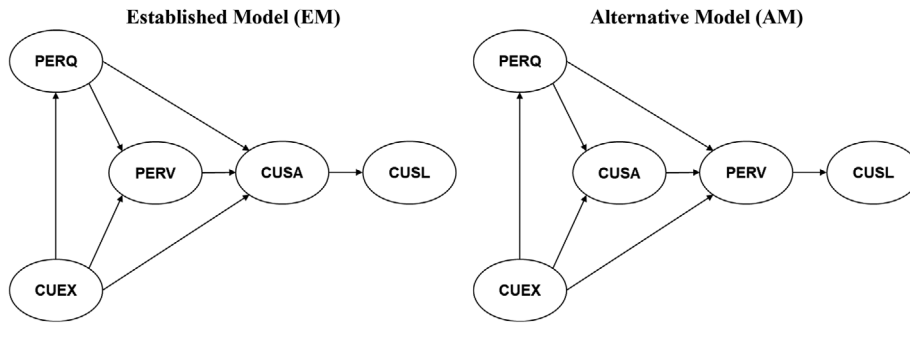 Established Model (EM)
PERQ
PERV
CUSA
CUSL
CUEX
Alternative Model (AM)
PERQ
CUSA
PERV
CUSL
CUEX